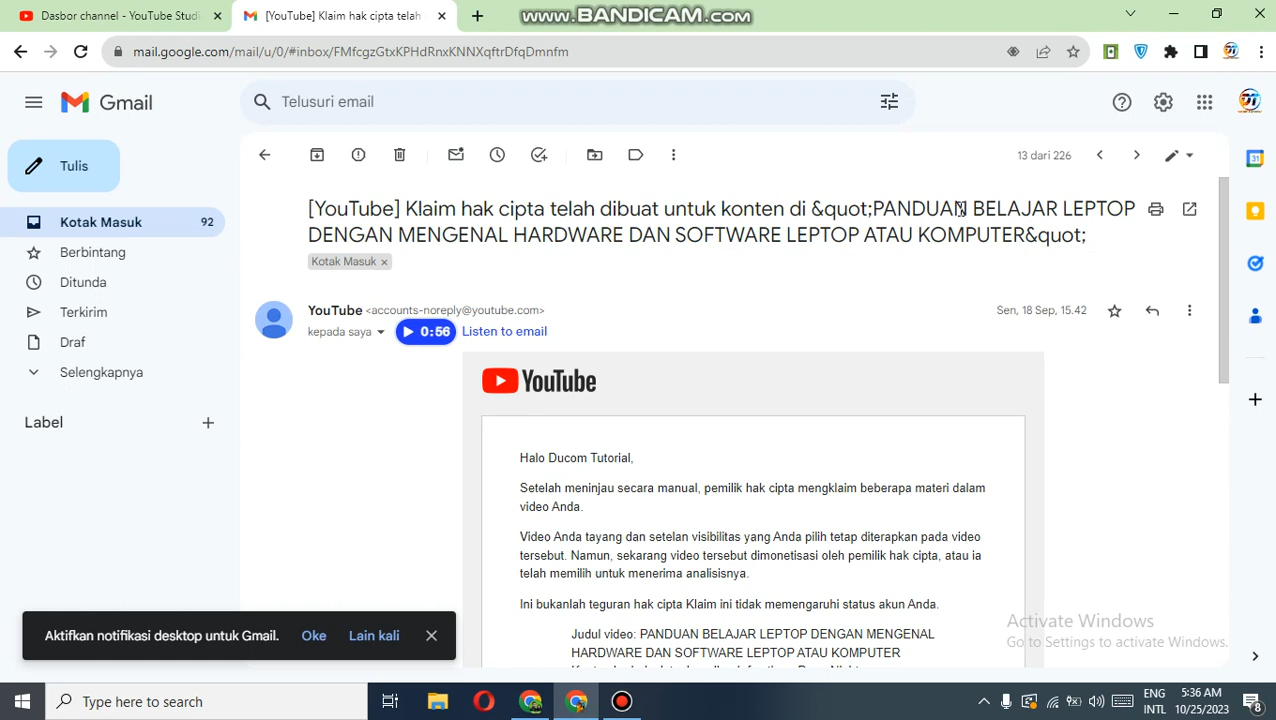 Dasbor channel - YouTube Studi
[YouTube] Klaim hak cipta telah
www.BANDICAM.com
mail.google.com/mail/u/0/#inbox/FMfcgzGtxKPHdRnxKNNXqftrDfqDmnfm
Gmail
Telusuri email
Tulis
13 dari 226
Kotak Masuk 92
Berbintang
Ditunda
Terkirim
Draf
Selengkapnya
Label
[YouTube] Klaim hak cipta telah dibuat untuk konten di &quot;PANDUAN BELAJAR LEPTOP
DENGAN MENGENAL HARDWARE DAN SOFTWARE LEPTOP ATAU KOMPUTER&quot;
Kotak Masuk
YouTube <accounts-noreply@youtube.com>
Sen, 18 Sep, 15.42
kepada saya
0:56
Listen to email
YouTube
Halo Ducom Tutorial,
Setelah meninjau secara manual, pemilik hak cipta mengklaim beberapa materi dalam
video Anda.
Video Anda tayang dan setelan visibilitas yang Anda pilih tetap diterapkan pada video
tersebut. Namun, sekarang video tersebut dimonetisasi oleh pemilik hak cipta, atau ia
telah memilih untuk menerima analisisnya.
Ini bukanlah teguran hak cipta Klaim ini tidak memengaruhi status akun Anda.
Judul video: PANDUAN BELAJAR LEPTOP DENGAN MENGENAL
HARDWARE DAN SOFTWARE LEPTOP ATAU KOMPUTER
Aktifkan notifikasi desktop untuk Gmail. Oke Lain kali
Activate Windows
Go to Settings to activate Windows.
Type here to search
ENG
INTL
5:36 AM
10/25/2023
8